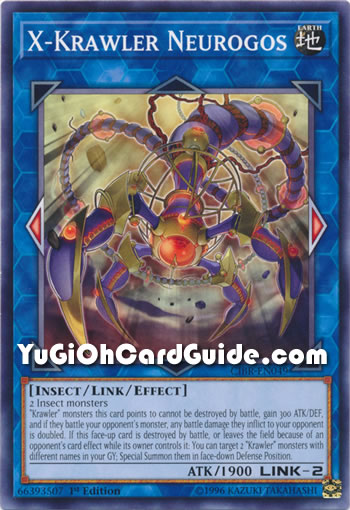 X-Krawler Neurogos
EARTH
地
YuGiOhCardGuide.com
CIBR-EN049
[Insect/Link/Effect]
2 Insect monsters
"Krawler" monsters this card points to cannot be destroyed by battle, gain 300 ATK/DEF,
and if they battle your opponent's monster, any battle damage they inflict to your opponent
is doubled. If this face-up card is destroyed by battle, or leaves the field because of an
opponent's card effect while its owner controls it: You can target 2 "Krawler" monsters with
different names in your GY; Special Summon them in face-down Defense Position.
ATK/1900 LINK-2
66393507 1st Edition ©1996 KAZUKI TAKAHASHI